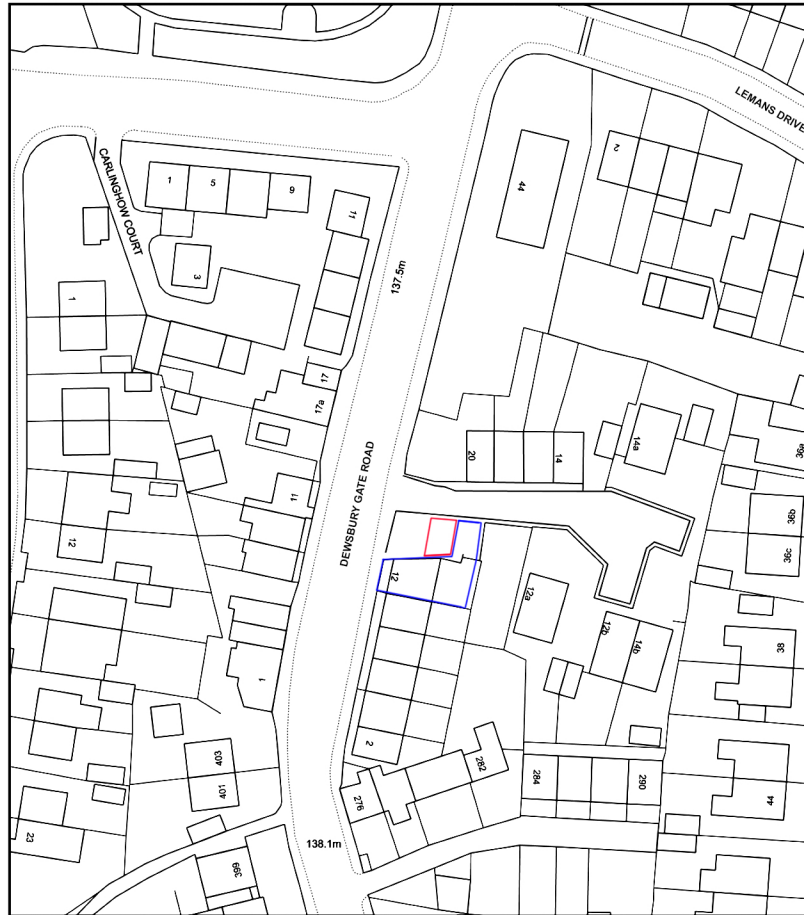 LEMANS DRIVE
2
44
CARLINGHOW COURT
1
5
9
11
3
137.5m
1
17
17a
20
14
14a
36a
DEWSBURY GATE ROAD
11
12
36b
36c
12
12a
12b
14b
38
1
2
403
401
282
276
284
290
44
23
138.1m
399